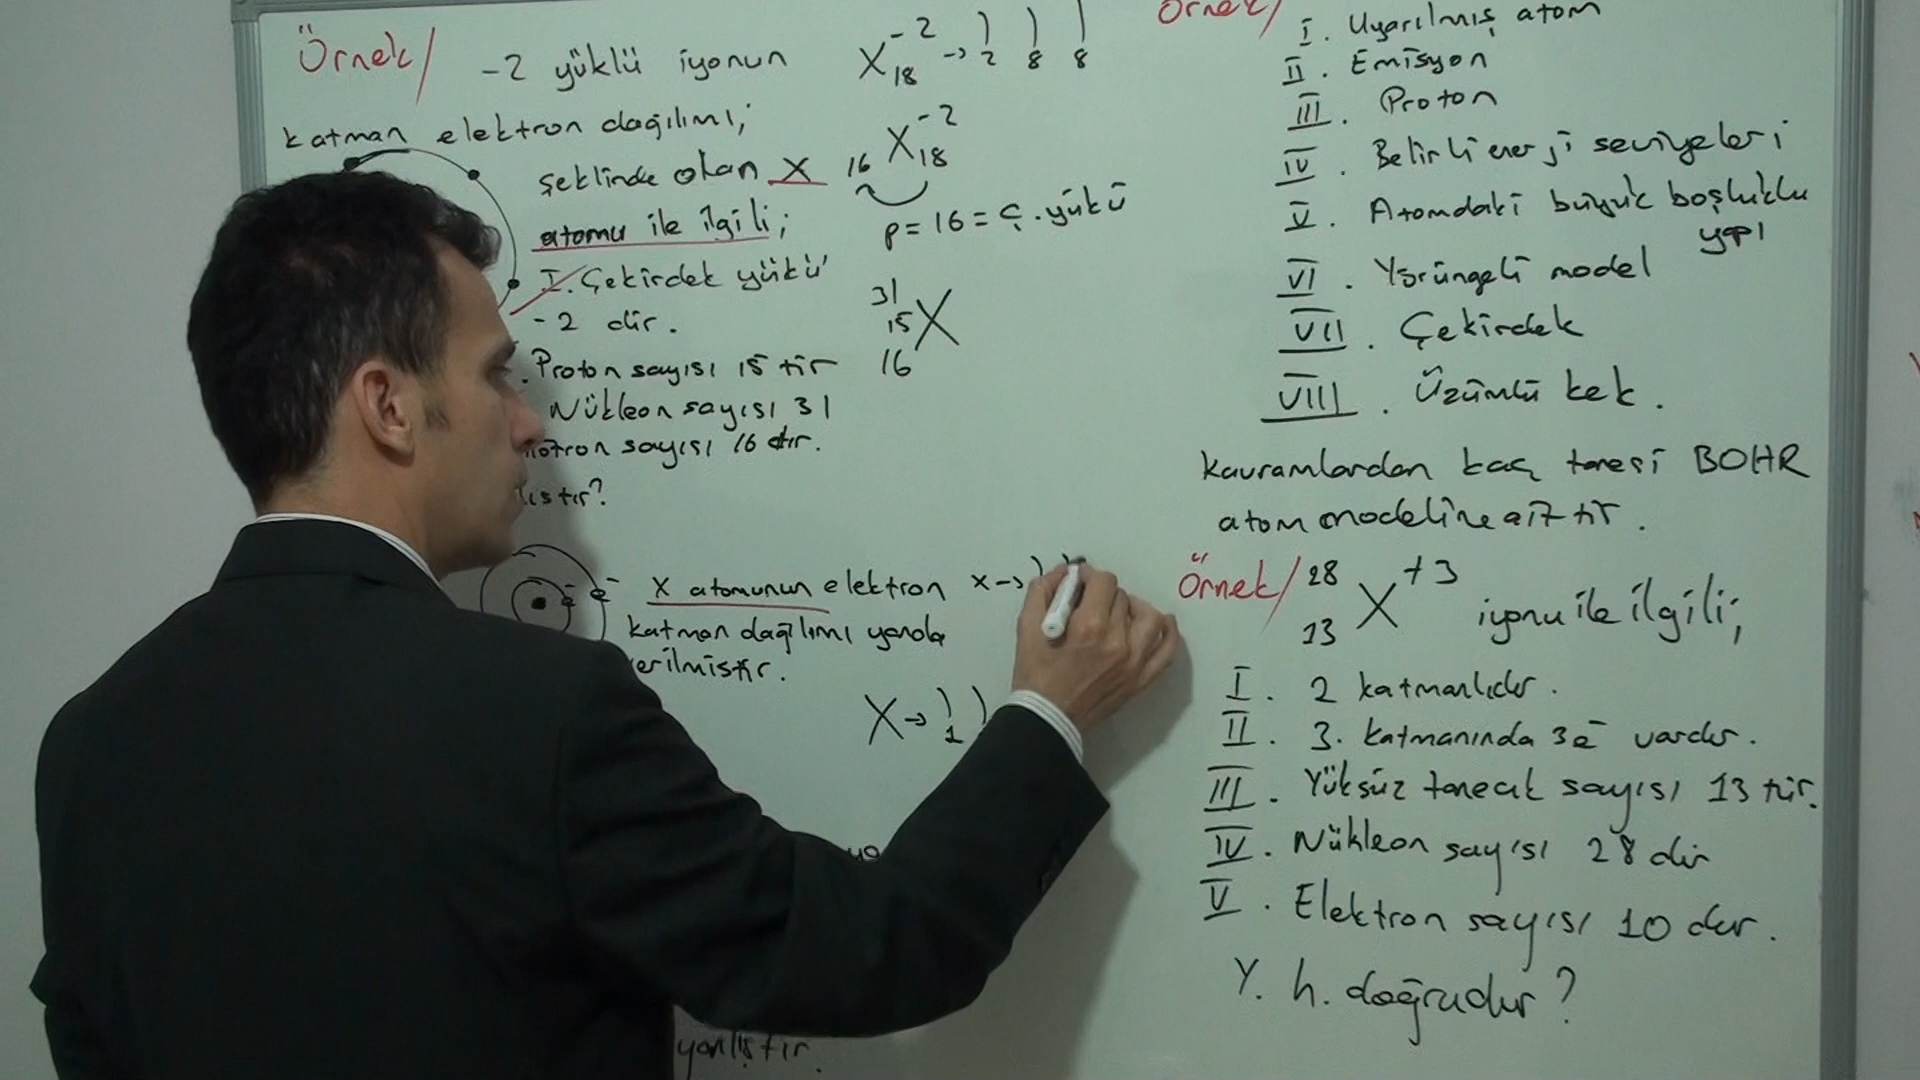 Örnek/ -2 yüklü iyonun
katman elektron dağılımı;
şeklinde olan X
atomu ile ilgili;
I. Çekirdek yükü
-2 dir.
. Proton sayısı 15 tir
Nükleon sayısı 31
sayısı 16 dır.
X₁₈⁻² → ) ) )
2 8 8
₁₆X₁₈⁻²
p = 16 = Ç. yükü
31
15 X
16
e⁻ e⁻ X atomunun elektron X→ ) )
katman dağılımı yanda
X→ ) )
1
yanlıştır.
Örnek/ I. Uyarılmış atom
II. Emisyon
III. Proton
IV. Belirli enerji seviyeleri
V. Atomdaki büyük boşluklu
yapı
VI. Yörüngeli model
VII. Çekirdek
VIII. Üzümlü kek.
Kavramlardan kaç tanesi BOHR
atom modeline aittir.
Örnek/ 28 X +3 iyonu ile ilgili;
13
I. 2 katmanlıdır.
II. 3. katmanında 3e⁻ vardır.
III. Yüksüz tanecik sayısı 13 tür.
IV. Nükleon sayısı 28 dir
V. Elektron sayısı 10 dur.
Y. h. doğrudur?